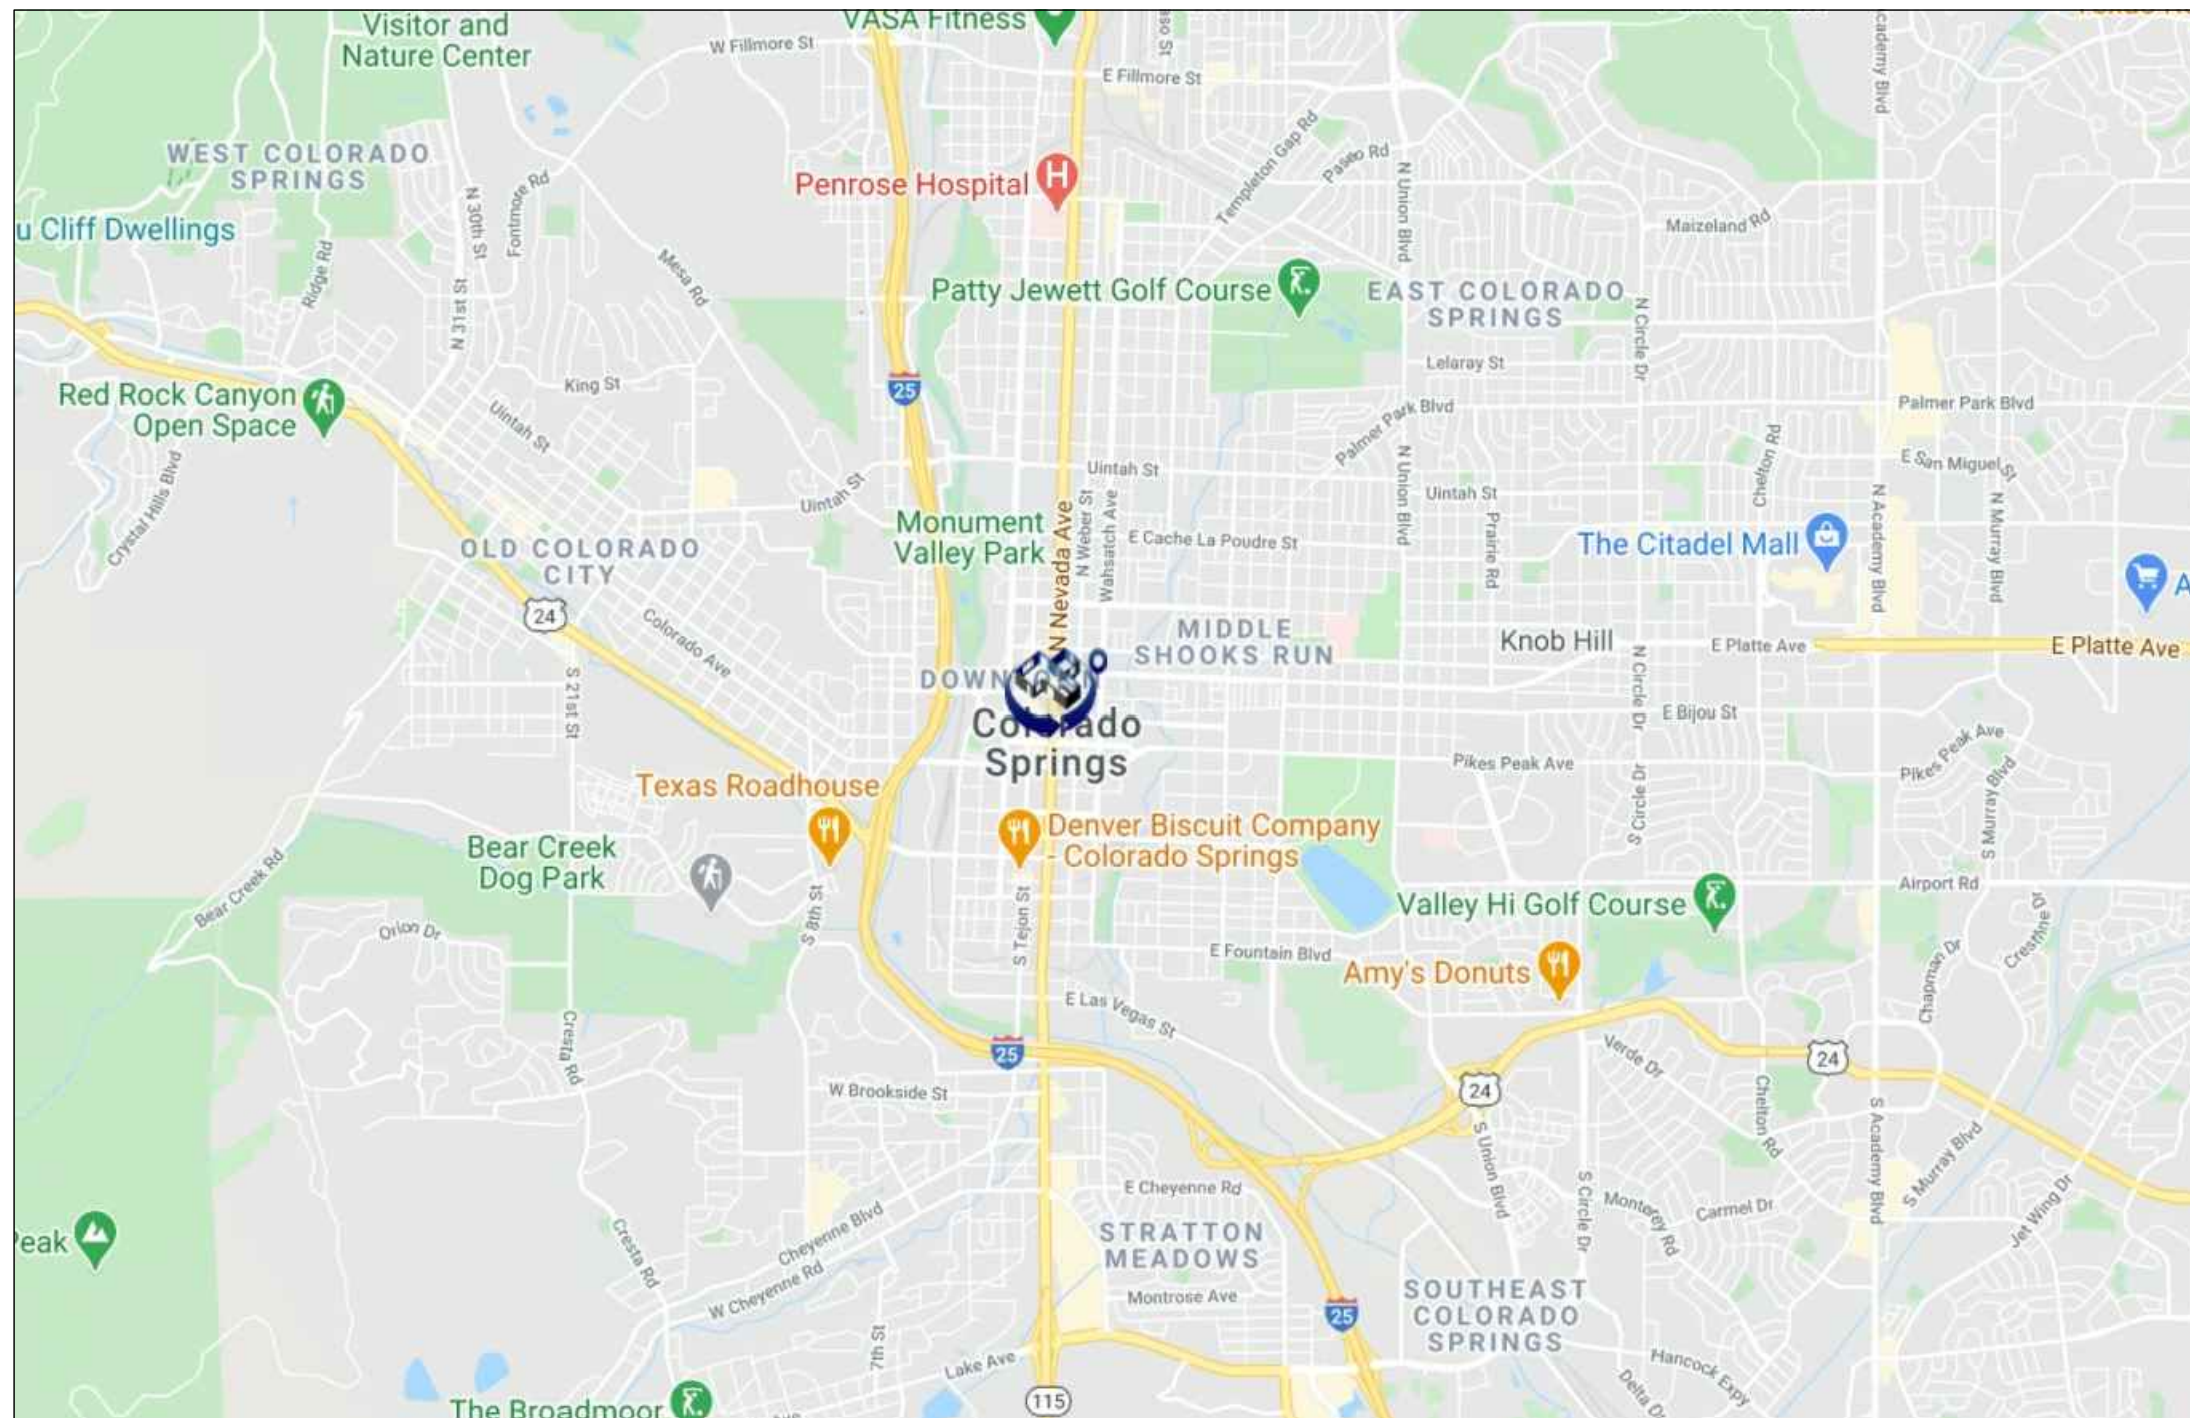 Visitor and
Nature Center
VASA Fitness
W Fillmore St
E Fillmore St
WEST COLORADO
SPRINGS
Penrose Hospital
H
Templeton Gap Rd
Paseo Rd
N Union Blvd
Maizeland Rd
u Cliff Dwellings
Ridge Rd
N 30th St
Fontmore Rd
N 31st St
Mesa Rd
Patty Jewett Golf Course
EAST COLORADO
SPRINGS
N Circle Dr
Lelaray St
25
King St
Red Rock Canyon
Open Space
Uintah St
Palmer Park Blvd
Palmer Park Blvd
Chelton Rd
E San Miguel St
Crystal Hills Blvd
Uintah St
Uintah St
Uintah St
N Union Blvd
Prairie Rd
N Academy Blvd
N Murray Blvd
Monument
Valley Park
N Nevada Ave
N Weber St
Wahsatch Ave
E Cache La Poudre St
The Citadel Mall
OLD COLORADO
CITY
24
Colorado Ave
MIDDLE
SHOOKS RUN
Knob Hill
E Platte Ave
E Platte Ave
S 21st St
N Circle Dr
E Bijou St
Colorado
Springs
Pikes Peak Ave
Pikes Peak Ave
S Murray Blvd
S Circle Dr
Texas Roadhouse
Denver Biscuit Company
- Colorado Springs
Bear Creek
Dog Park
Bear Creek Rd
S 8th St
S Tejon St
Orion Dr
Valley Hi Golf Course
Airport Rd
Crestline Dr
Chapman Dr
E Fountain Blvd
Amy's Donuts
E Las Vegas St
Cresta Rd
25
Verde Dr
24
24
W Brookside St
S Union Blvd
Chelton Rd
S Academy Blvd
S Murray Blvd
E Cheyenne Rd
S Circle Dr
Monterey Rd
Carmel Dr
Jet Wing Dr
Peak
Cheyenne Blvd
Cresta Rd
W Cheyenne Rd
STRATTON
MEADOWS
Montrose Ave
SOUTHEAST
COLORADO
SPRINGS
25
7th St
Lake Ave
Hancock Expy
Delta Dr
115
The Broadmoor